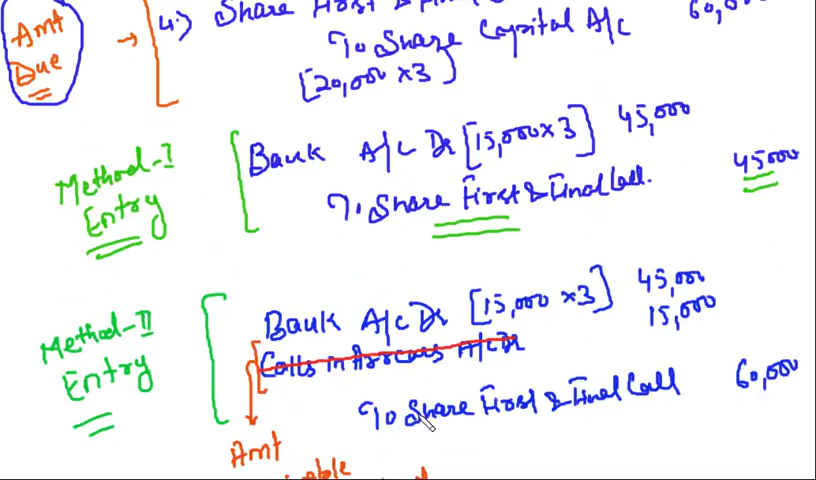 4.) Share First & Final
60,000
Amt
Due
→
To Share Capital A/C
[20,000 x 3]
Method-I
Entry
Bank A/C Dr [15,000 x 3] 45,000
To Share First & Final Call. 45000
Method-II
Entry
Bank A/C Dr [15,000 x 3] 45,000
Calls in Arrears A/C Dr 15,000
To Share First & Final Call 60,000
Amt